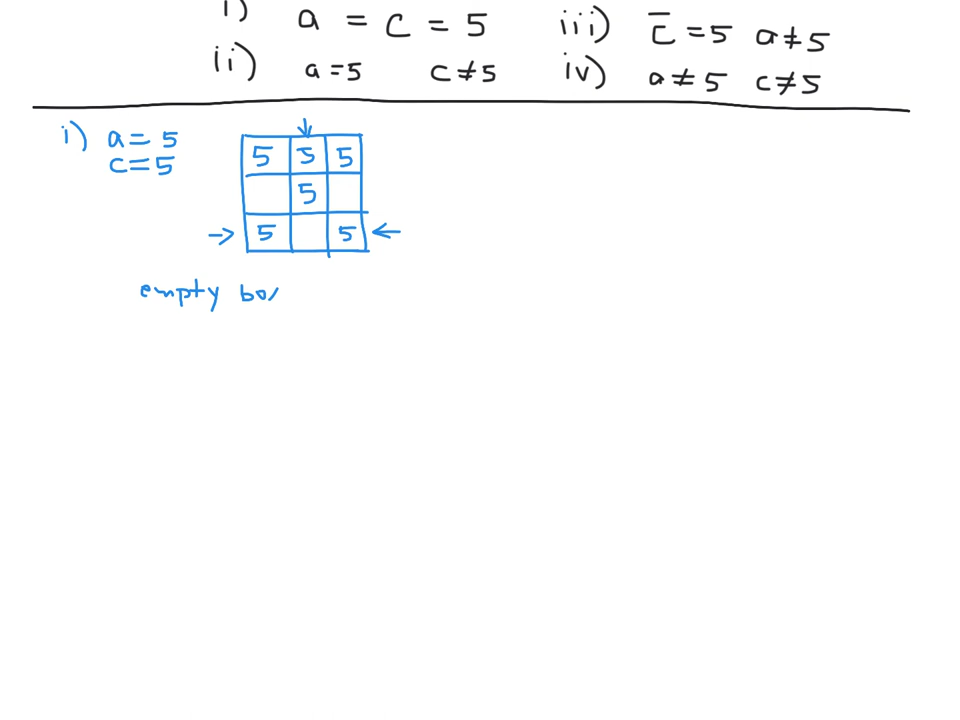 i) a = c = 5 iii) c̅ = 5 a ≠ 5
ii) a = 5 c ≠ 5 iv) a ≠ 5 c ≠ 5
i) a = 5
c = 5
↓
5 5 5
5
→ 5 5 ←
empty box